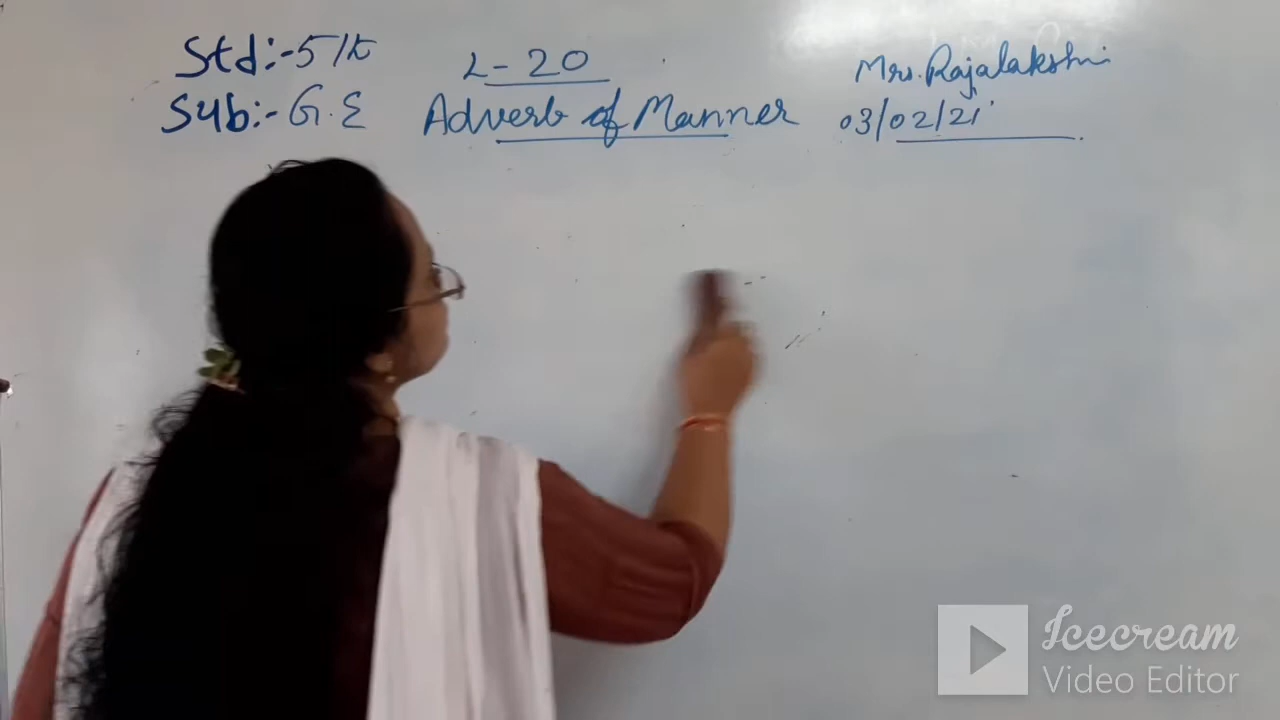 Std:-5th
L-20
Mrs. Rajalakshmi
Sub:- G.E
Adverb of Manner
03/02/21
Icecream
Video Editor